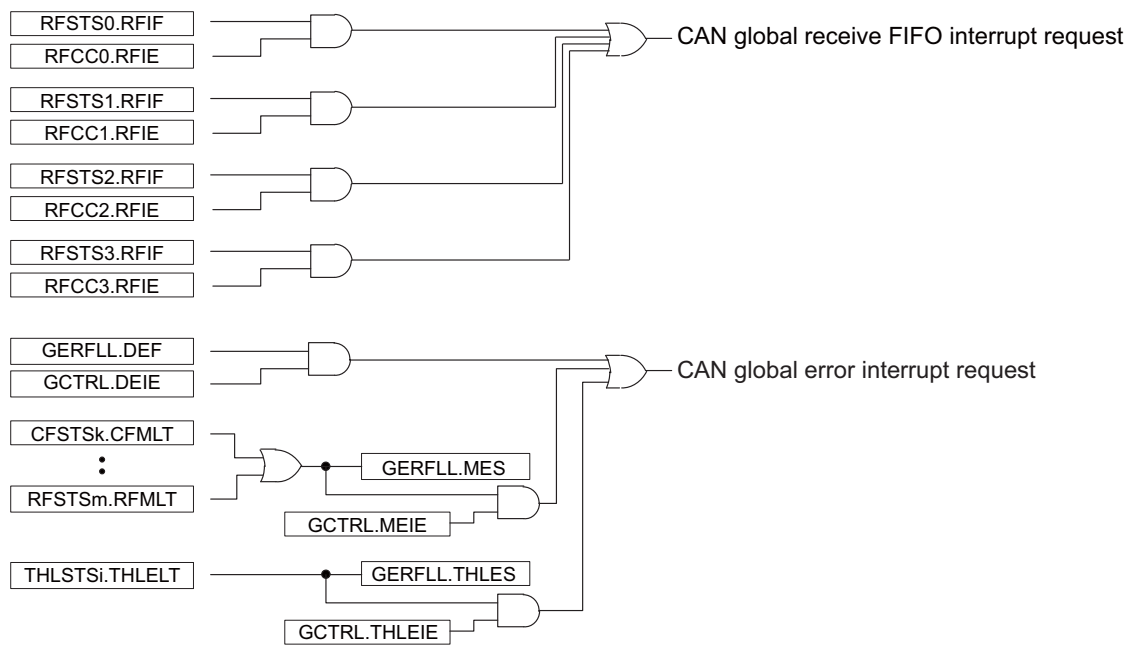 RFSTS0.RFIF
RFCC0.RFIE
CAN global receive FIFO interrupt request
RFSTS1.RFIF
RFCC1.RFIE
RFSTS2.RFIF
RFCC2.RFIE
RFSTS3.RFIF
RFCC3.RFIE
GERFLL.DEF
GCTRL.DEIE
CAN global error interrupt request
CFSTSk.CFMLT
GERFLL.MES
RFSTSm.RFMLT
GCTRL.MEIE
THLSTSi.THLELT
GERFLL.THLES
GCTRL.THLEIE